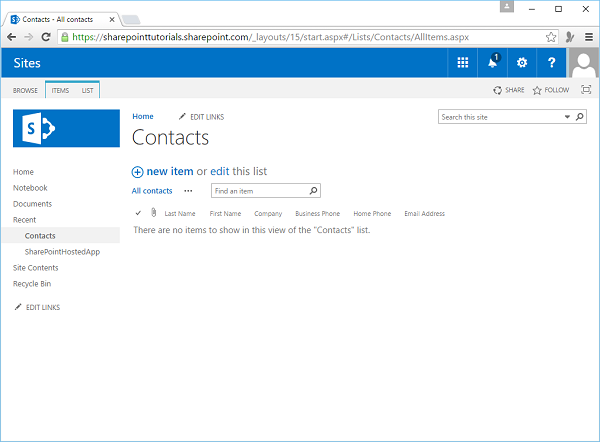 Contacts - All contacts
https://sharepointtutorials.sharepoint.com/_layouts/15/start.aspx#/Lists/Contacts/AllItems.aspx
Sites
1
?
BROWSE ITEMS LIST
SHARE FOLLOW
S
Home EDIT LINKS
Search this site
Contacts
new item or edit this list
All contacts ... Find an item
Last Name First Name Company Business Phone Home Phone Email Address
There are no items to show in this view of the "Contacts" list.
Home
Notebook
Documents
Recent
Contacts
SharePointHostedApp
Site Contents
Recycle Bin
EDIT LINKS